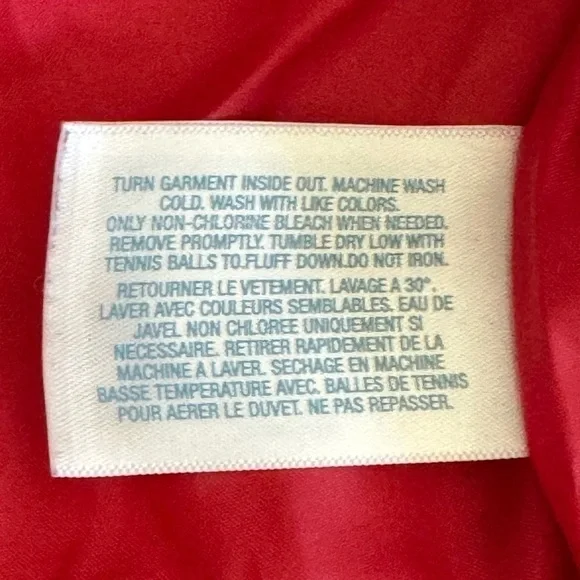 TURN GARMENT INSIDE OUT. MACHINE WASH
COLD. WASH WITH LIKE COLORS.
ONLY NON-CHLORINE BLEACH WHEN NEEDED.
REMOVE PROMPTLY. TUMBLE DRY LOW WITH
TENNIS BALLS TO.FLUFF DOWN.DO NOT IRON.
RETOURNER LE VETEMENT. LAVAGE A 30°.
LAVER AVEC COULEURS SEMBLABLES. EAU DE
JAVEL NON CHLOREE UNIQUEMENT SI
NECESSAIRE. RETIRER RAPIDEMENT DE LA
MACHINE A LAVER. SECHAGE EN MACHINE
BASSE TEMPERATURE AVEC. BALLES DE TENNIS
POUR AERER LE DUVET. NE PAS REPASSER.